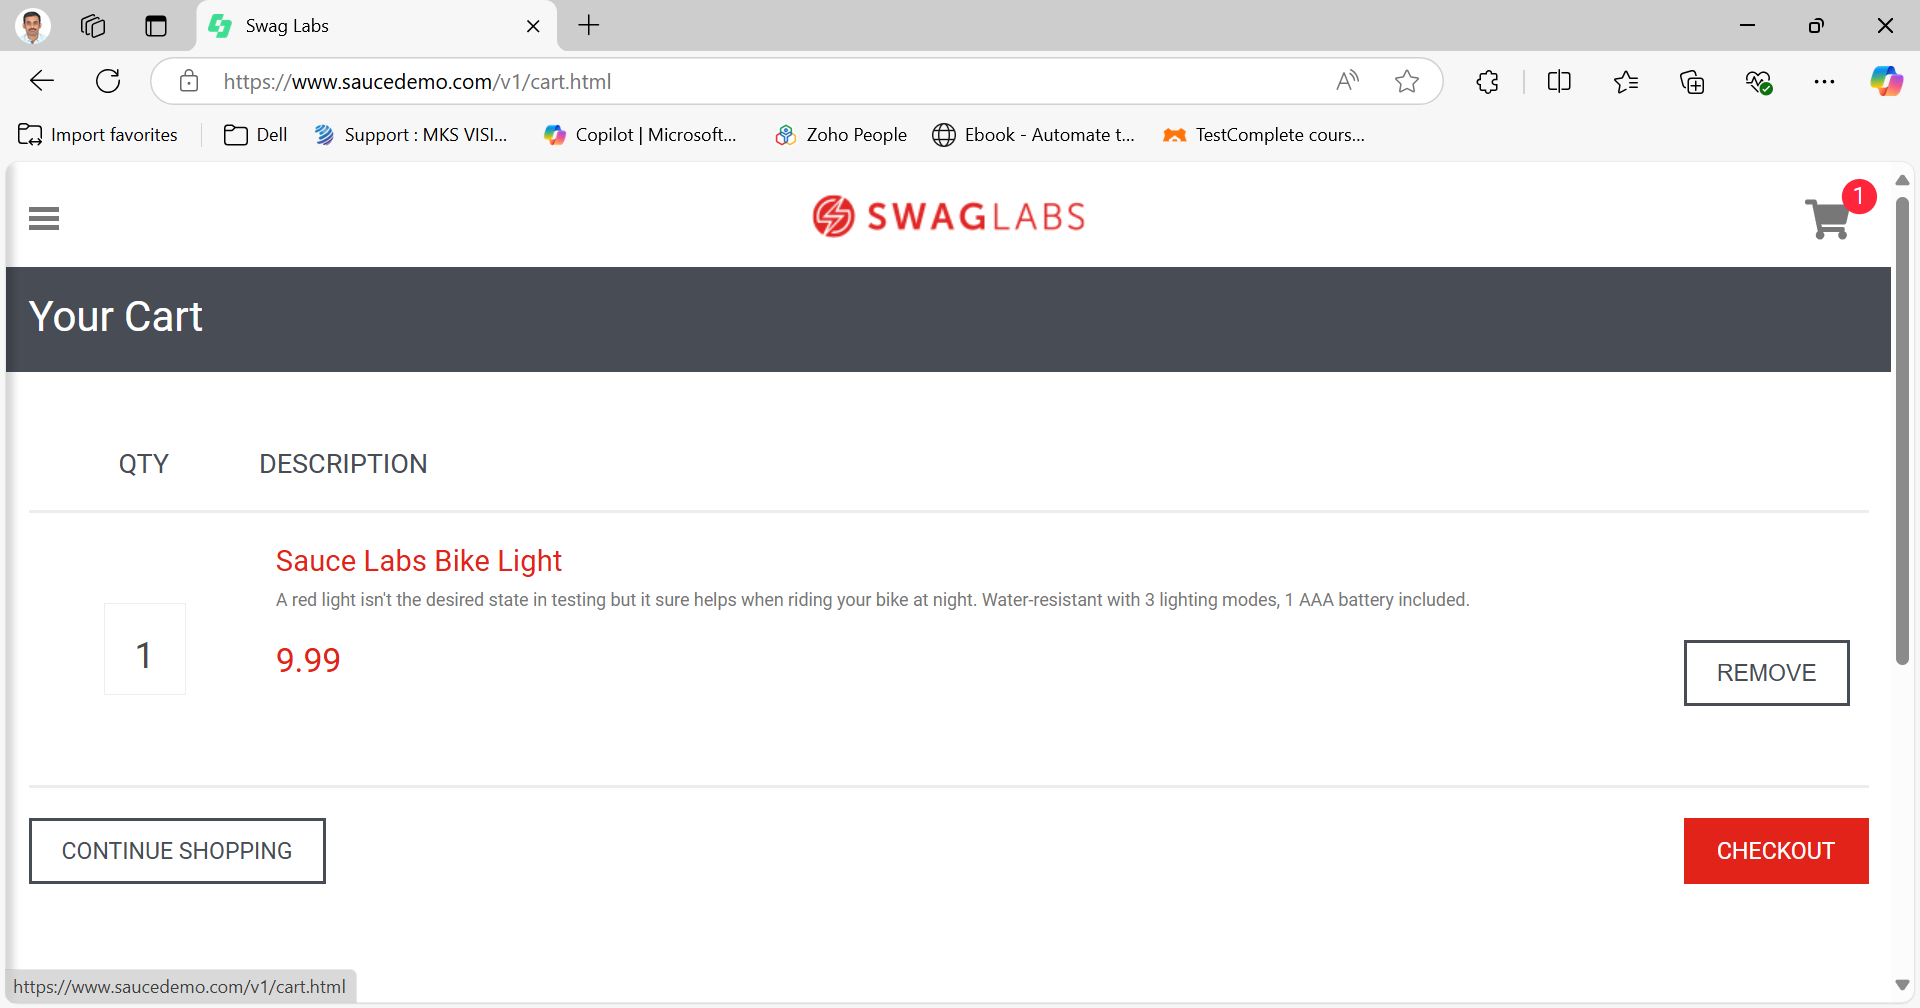 Swag Labs
https://www.saucedemo.com/v1/cart.html
Import favorites
Dell
Support : MKS VISI...
Copilot | Microsoft...
Zoho People
Ebook - Automate t...
TestComplete cours...
SWAGLABS
1
Your Cart
QTY DESCRIPTION
Sauce Labs Bike Light
A red light isn't the desired state in testing but it sure helps when riding your bike at night. Water-resistant with 3 lighting modes, 1 AAA battery included.
1
9.99
REMOVE
CONTINUE SHOPPING
CHECKOUT
https://www.saucedemo.com/v1/cart.html